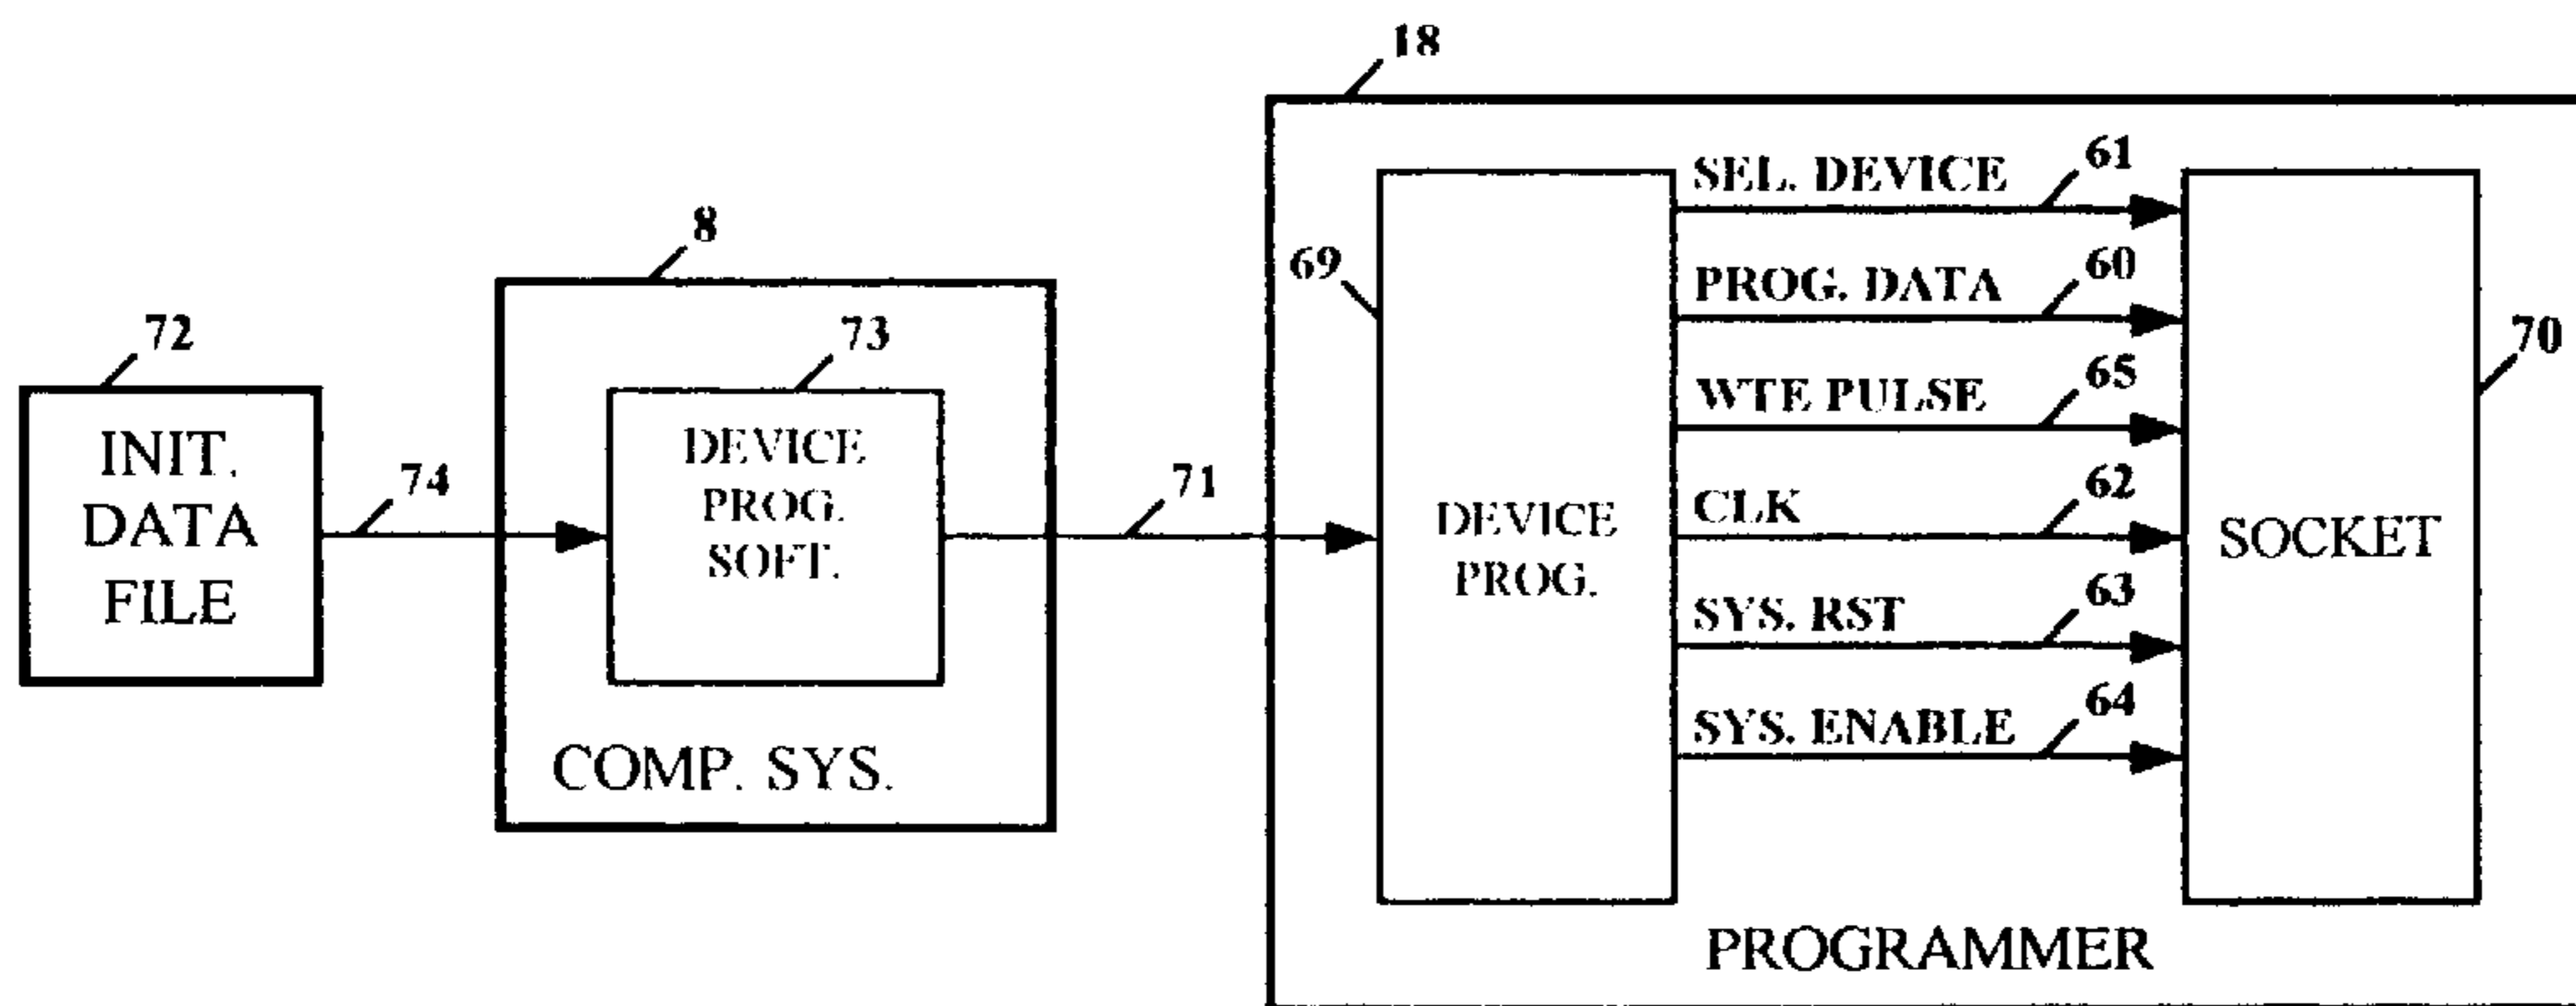 18
SEL. DEVICE
61
8
69
PROG. DATA
60
72
73
WTE PULSE
65
70
INIT.
DATA
FILE
74
DEVICE
PROG.
SOFT.
71
CLK
62
DEVICE
PROG.
SOCKET
SYS. RST
63
SYS. ENABLE
64
COMP. SYS.
PROGRAMMER